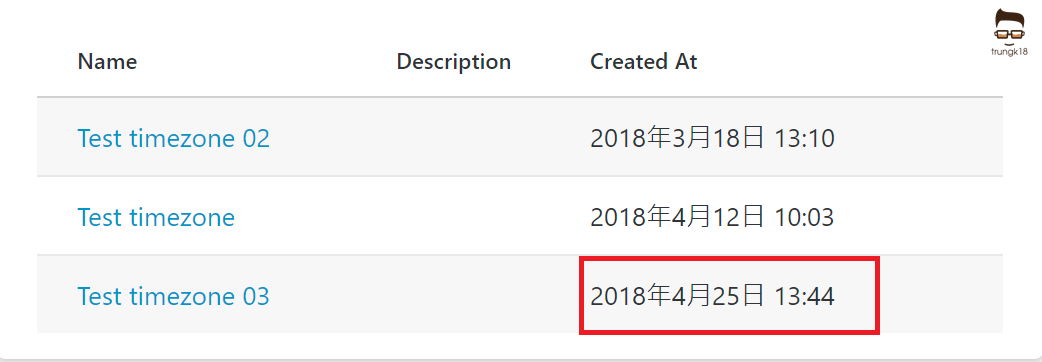 trungk18
Name Description Created At
Test timezone 02 2018年3月18日 13:10
Test timezone 2018年4月12日 10:03
Test timezone 03 2018年4月25日 13:44